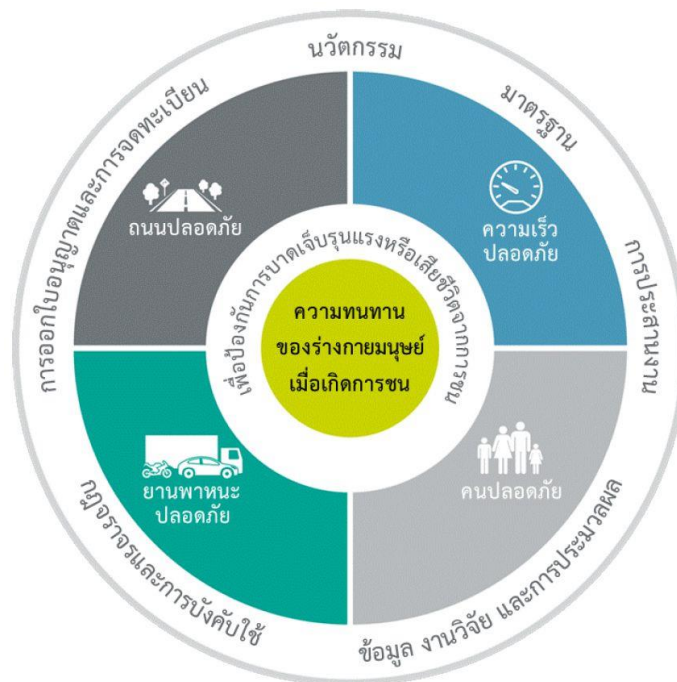 นวัตกรรม
มาตรฐาน
การประสานงาน
ข้อมูล งานวิจัย และการประมวลผล
กฎจราจรและการบังคับใช้
การออกใบอนุญาตและการจดทะเบียน
ถนนปลอดภัย
ความเร็ว
ปลอดภัย
เพื่อป้องกันการบาดเจ็บรุนแรงหรือเสียชีวิตจากการชน
ความทนทาน
ของร่างกายมนุษย์
เมื่อเกิดการชน
ยานพาหนะ
ปลอดภัย
คนปลอดภัย